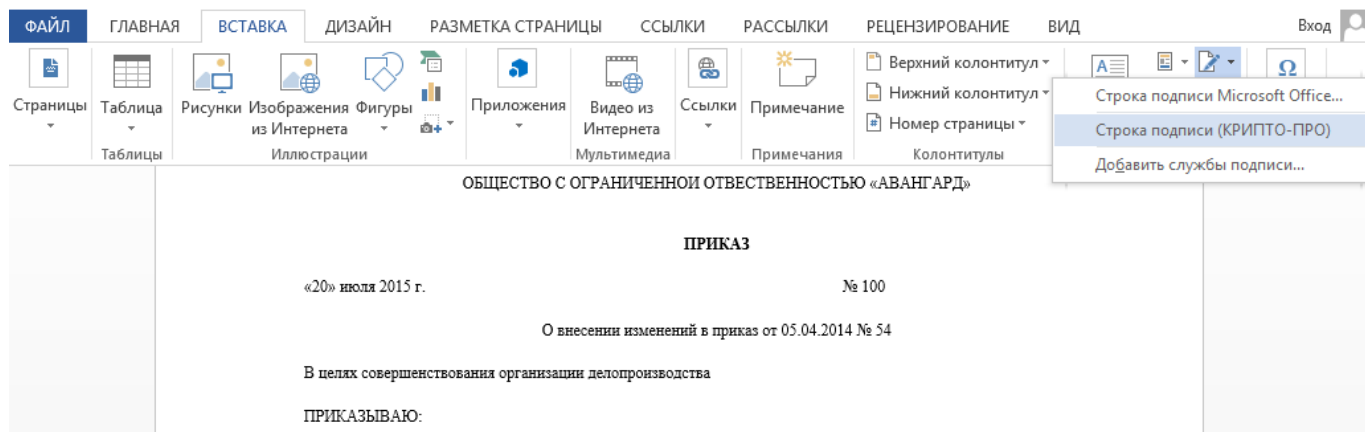 ФАЙЛ ГЛАВНАЯ ВСТАВКА ДИЗАЙН РАЗМЕТКА СТРАНИЦЫ ССЫЛКИ РАССЫЛКИ РЕЦЕНЗИРОВАНИЕ ВИД Вход
Страницы
Таблица
Таблицы
Рисунки
Изображения из Интернета
Фигуры
Иллюстрации
Приложения
Видео из Интернета
Мультимедиа
Ссылки
Примечание
Примечания
Верхний колонтитул
Нижний колонтитул
Номер страницы
Колонтитулы
Строка подписи Microsoft Office...
Строка подписи (КРИПТО-ПРО)
Добавить службы подписи...
ОБЩЕСТВО С ОГРАНИЧЕННОИ ОТВЕСТВЕННОСТЬЮ «АВАНГАРД»
ПРИКАЗ
«20» июля 2015 г. № 100
О внесении изменений в приказ от 05.04.2014 № 54
В целях совершенствования организации делопроизводства
ПРИКАЗЫВАЮ: